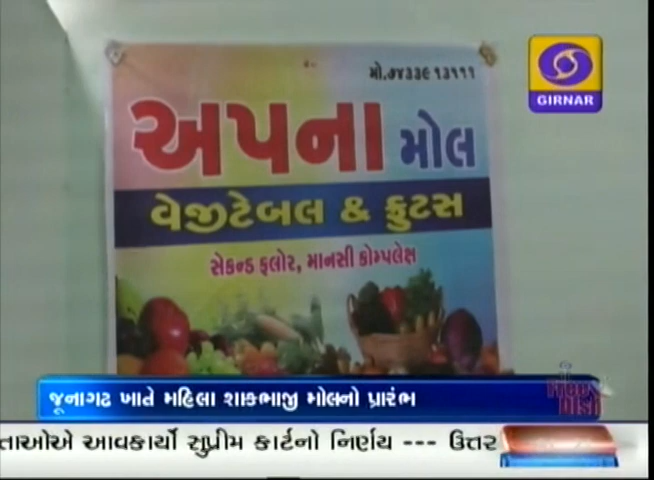 મો.૭૪૩૩૯ ૧૩૧૧૧
GIRNAR
અપના મોલ
વેજીટેબલ & ફ્રુટસ
સેકન્ડ ફ્લોર, માનસી કોમ્પલેક્ષ
જૂનાગઢ ખાતે મહિલા શાકભાજી મોલનો પ્રારંભ
તાઓએ આવકાર્યો સુપ્રીમ કાર્ટનો નિર્ણય --- ઉત્તર